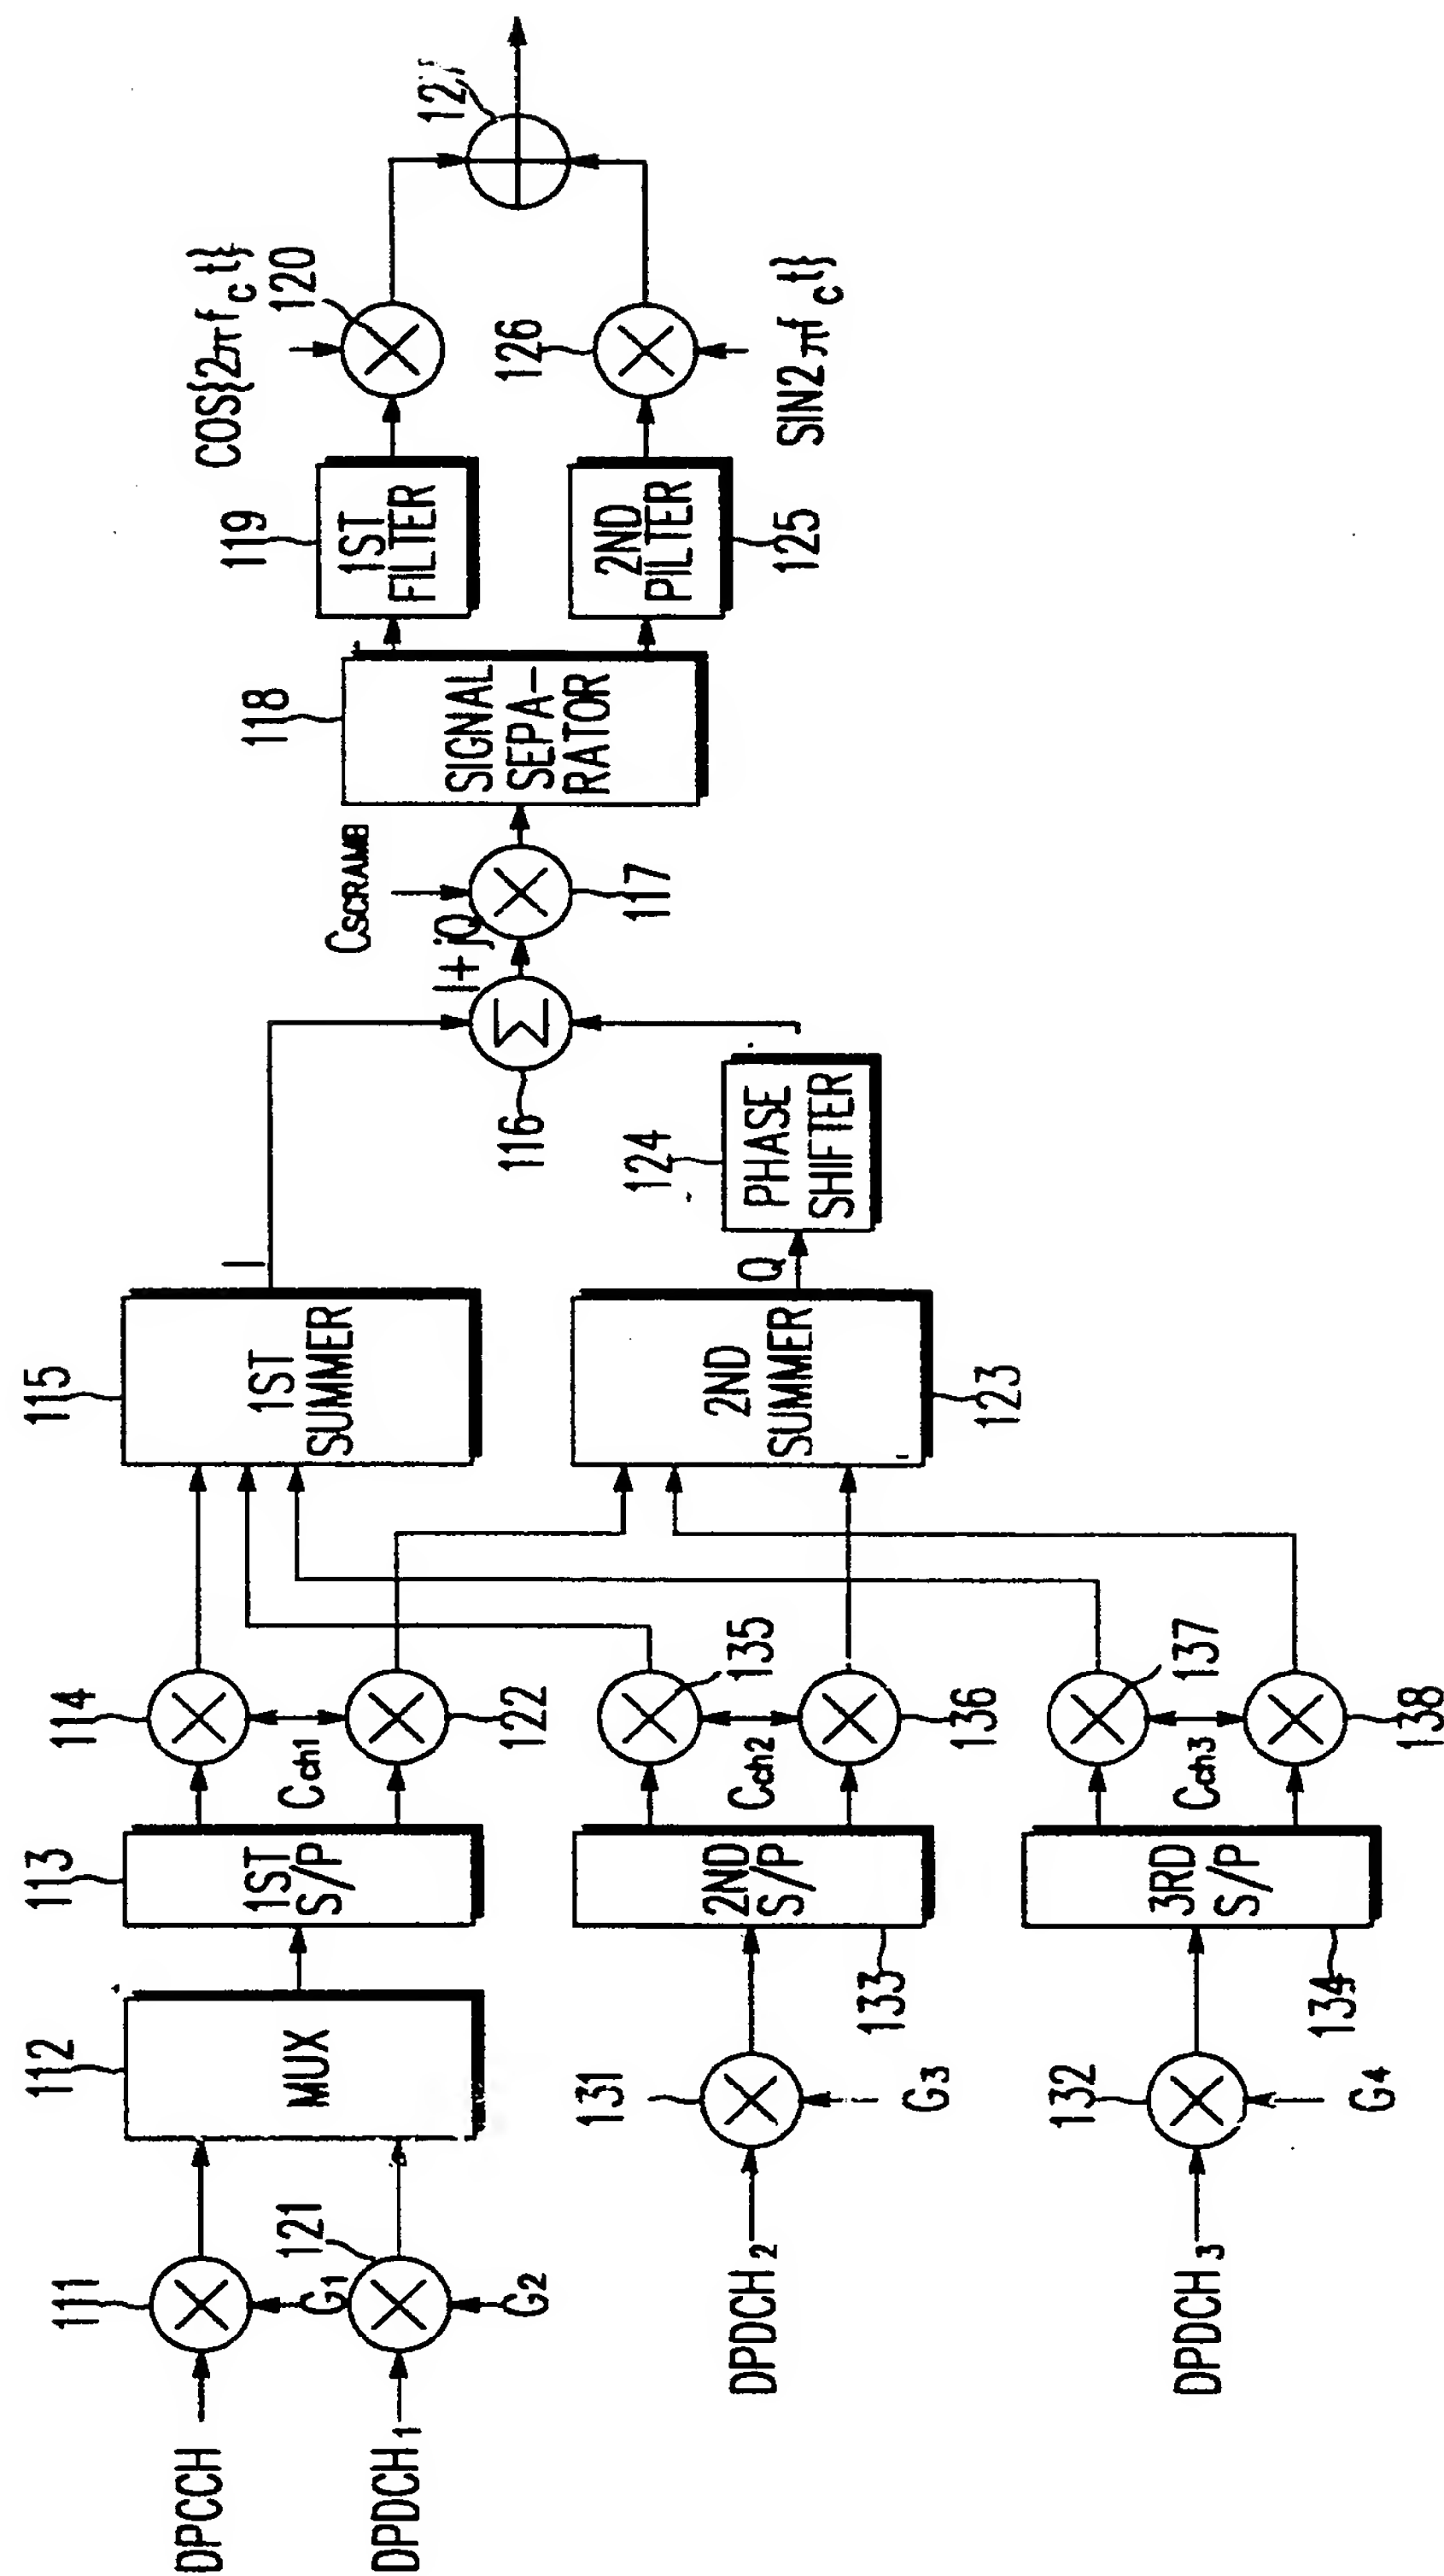 DPCCH
DPDCH1
111
G1
121
G2
112
MUX
113
1ST
S/P
114
Cch1
122
115
1ST
SUMMER
I
DPDCH2
131
G3
133
2ND
S/P
135
Cch2
136
2ND
SUMMER
123
Q
124
PHASE
SHIFTER
DPDCH3
132
G4
134
3RD
S/P
137
Cch3
138
116
Σ
I+jQ
CSCRAMB
117
118
SIGNAL
SEPA-
RATOR
119
1ST
FILTER
2ND
PILTER
125
COS{2πfct}
120
126
SIN2πfct}
127